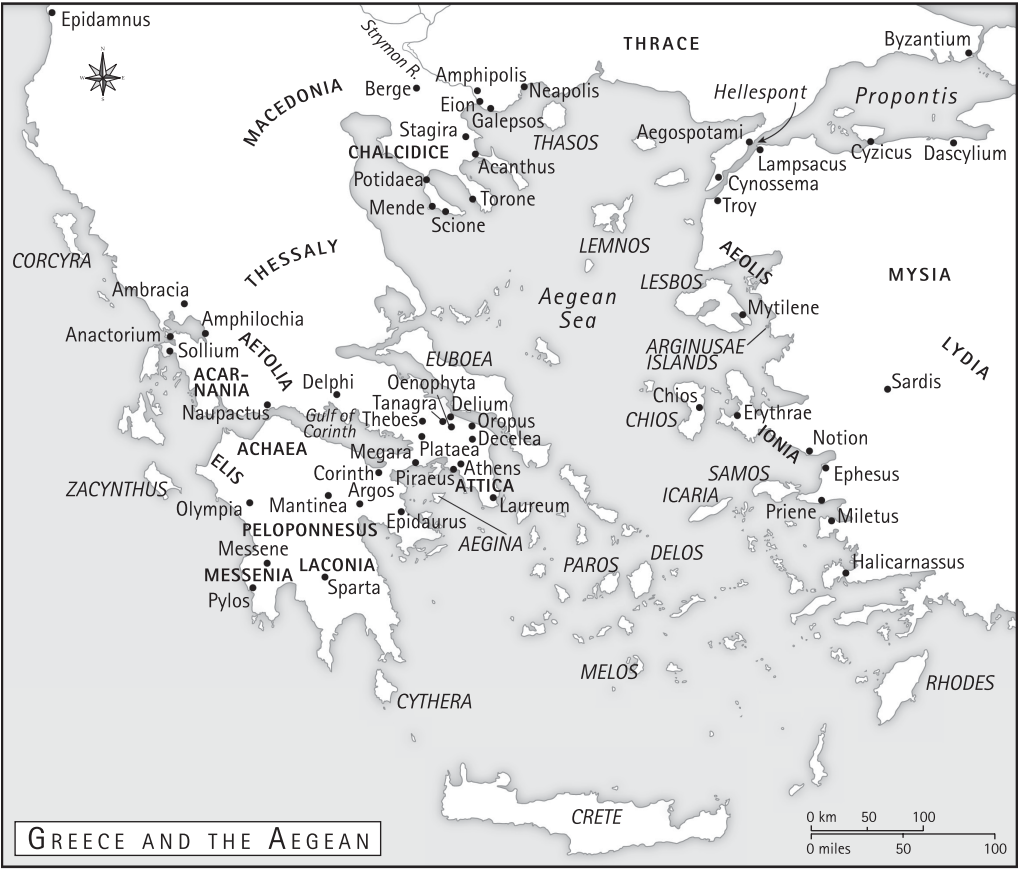 Epidamnus
N
W
E
S
Strymon R.
THRACE
Byzantium
MACEDONIA
Berge
Amphipolis
Neapolis
Eion
Galepsos
Hellespont
Propontis
Stagira
THASOS
Aegospotami
CHALCIDICE
Acanthus
Lampsacus
Cyzicus
Dascylium
Potidaea
Cynossema
Mende
Torone
Troy
Scione
CORCYRA
THESSALY
LEMNOS
AEOLIS
MYSIA
Ambracia
LESBOS
Aegean
Sea
Mytilene
Anactorium
Amphilochia
Sollium
AETOLIA
EUBOEA
ARGINUSAE
ISLANDS
LYDIA
ACAR-
NANIA
Delphi
Oenophyta
Sardis
Naupactus
Gulf of
Corinth
Tanagra
Delium
Chios
Thebes
Oropus
CHIOS
Erythrae
ACHAEA
Plataea
Decelea
IONIA
Notion
ELIS
Megara
Athens
Ephesus
Corinth
Piraeus
ATTICA
SAMOS
ZACYNTHUS
Argos
ICARIA
Olympia
Mantinea
Laureum
Priene
Miletus
PELOPONNESUS
Epidaurus
AEGINA
Messene
LACONIA
PAROS
DELOS
Halicarnassus
MESSENIA
Sparta
Pylos
MELOS
CYTHERA
RHODES
CRETE
GREECE AND THE AEGEAN
0 km 50 100
0 miles 50 100